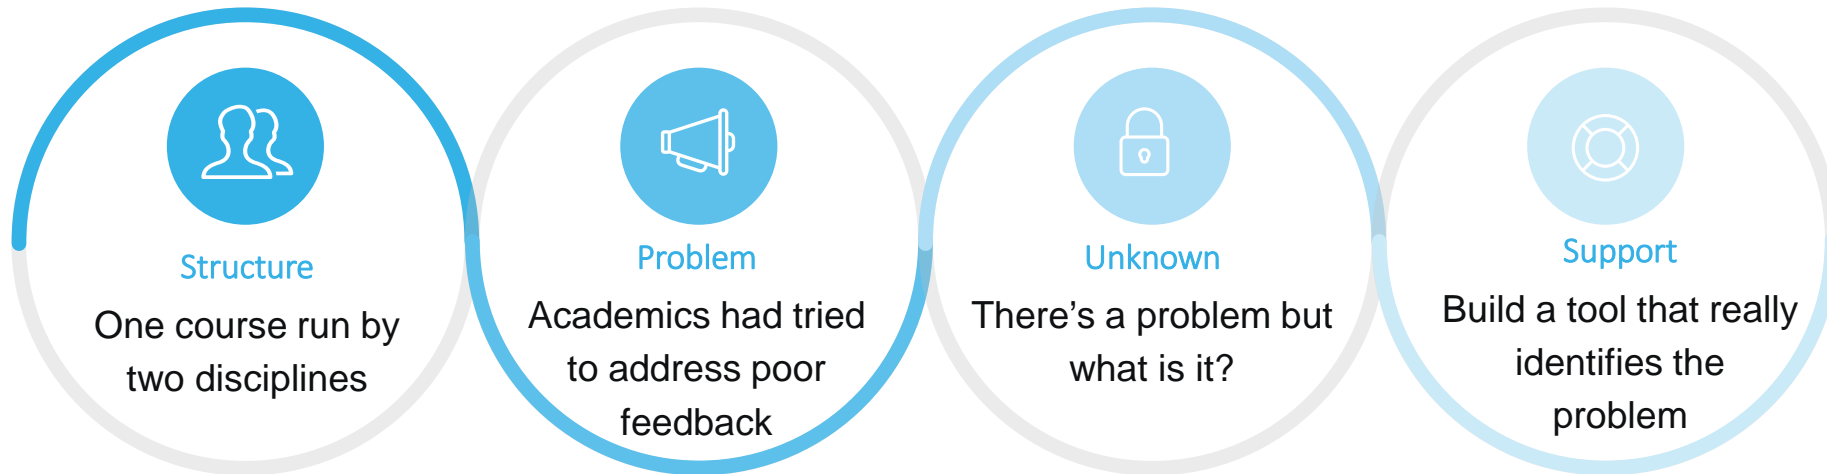 Structure
One course run by
two disciplines
Problem
Academics had tried
to address poor
feedback
Unknown
There’s a problem but
what is it?
Support
Build a tool that really
identifies the
problem